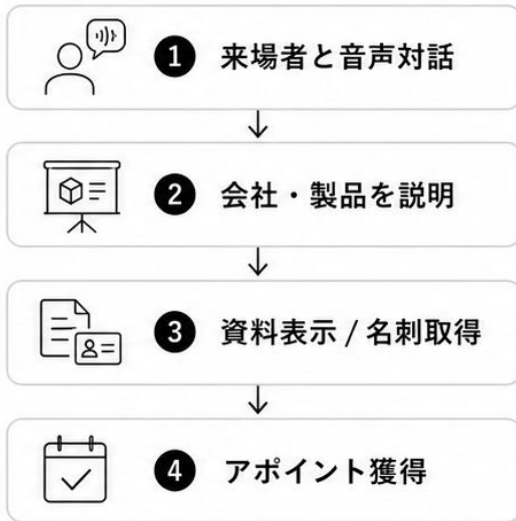 1 来場者と音声対話
2 会社・製品を説明
3 資料表示 / 名刺取得
4 アポイント獲得